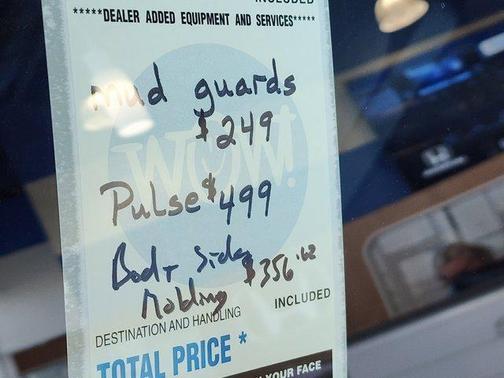 INCLUDED
*****DEALER ADDED EQUIPMENT AND SERVICES*****
mud guards
$249
WOW!
Pulse $499
Body Side
Molding $356.62
DESTINATION AND HANDLING INCLUDED
TOTAL PRICE *
YOUR FACE